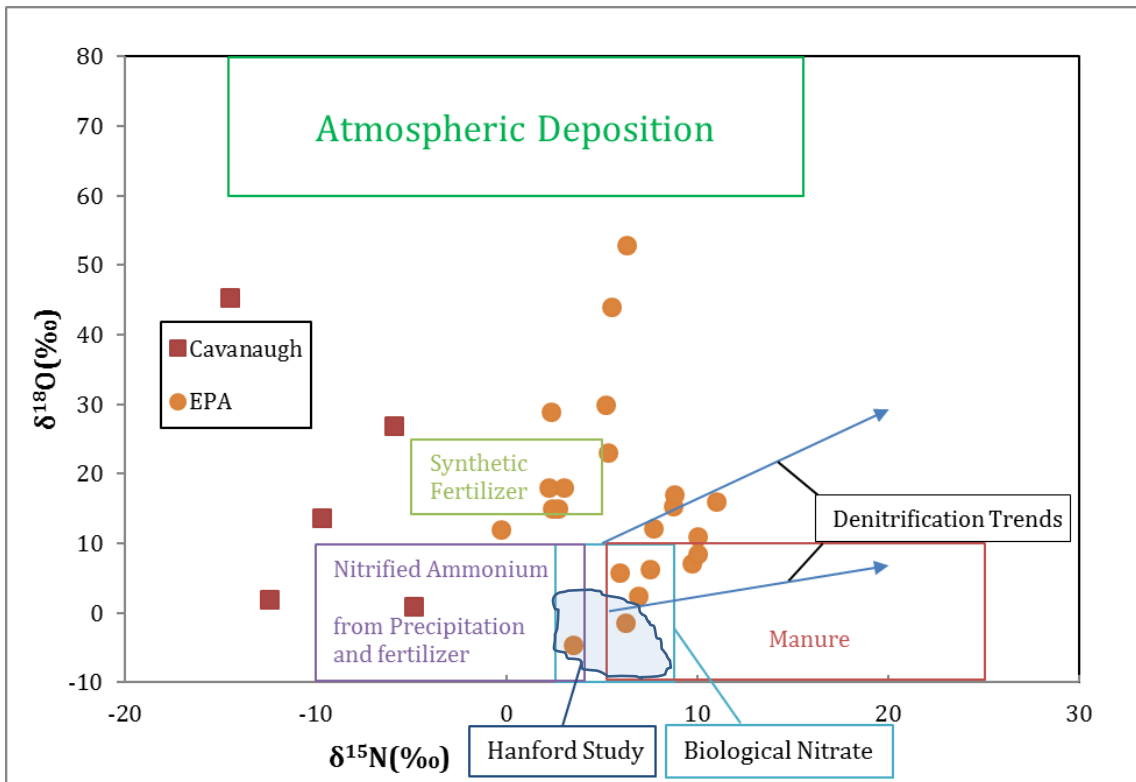 80
70
60
50
40
30
20
10
0
-10
δ¹⁸O(‰)
Atmospheric Deposition
Cavanaugh
EPA
Synthetic
Fertilizer
Denitrification Trends
Nitrified Ammonium
from Precipitation
and fertilizer
Manure
-20
-10
0
10
20
30
δ¹⁵N(‰)
Hanford Study
Biological Nitrate